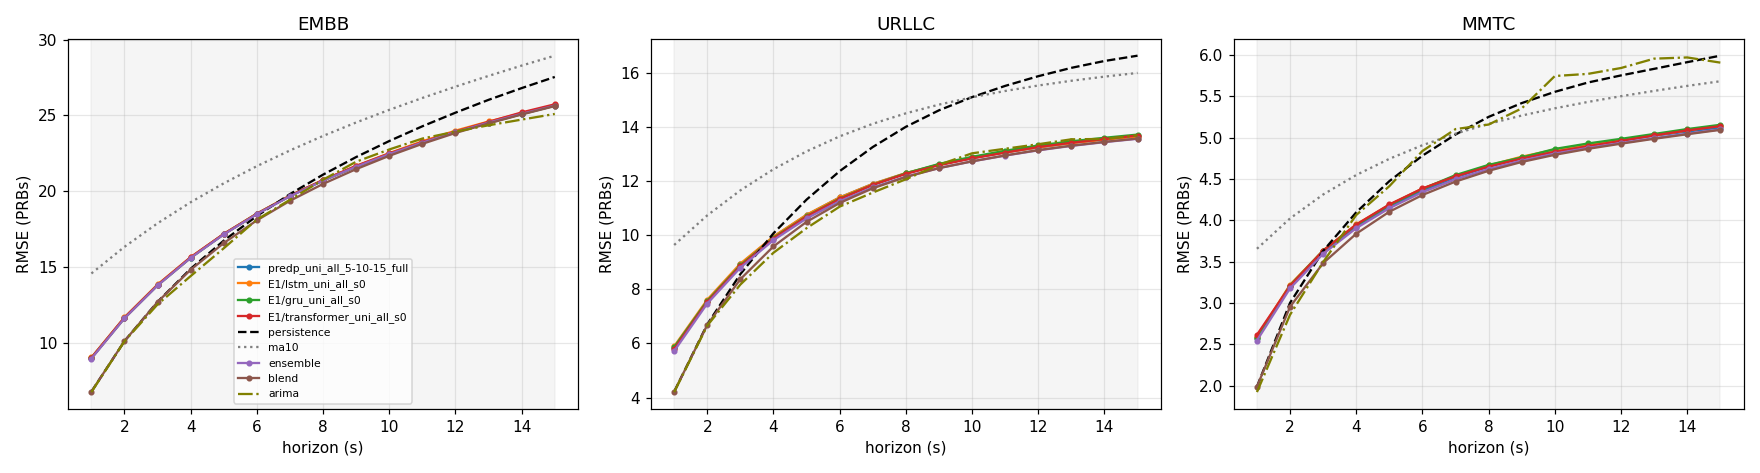 EMBB
30
25
20
15
10
RMSE (PRBs)
2 4 6 8 10 12 14
horizon (s)
predp_uni_all_5-10-15_full
E1/lstm_uni_all_s0
E1/gru_uni_all_s0
E1/transformer_uni_all_s0
persistence
ma10
ensemble
blend
arima
URLLC
16
14
12
10
8
6
4
RMSE (PRBs)
2 4 6 8 10 12 14
horizon (s)
MMTC
6.0
5.5
5.0
4.5
4.0
3.5
3.0
2.5
2.0
RMSE (PRBs)
2 4 6 8 10 12 14
horizon (s)